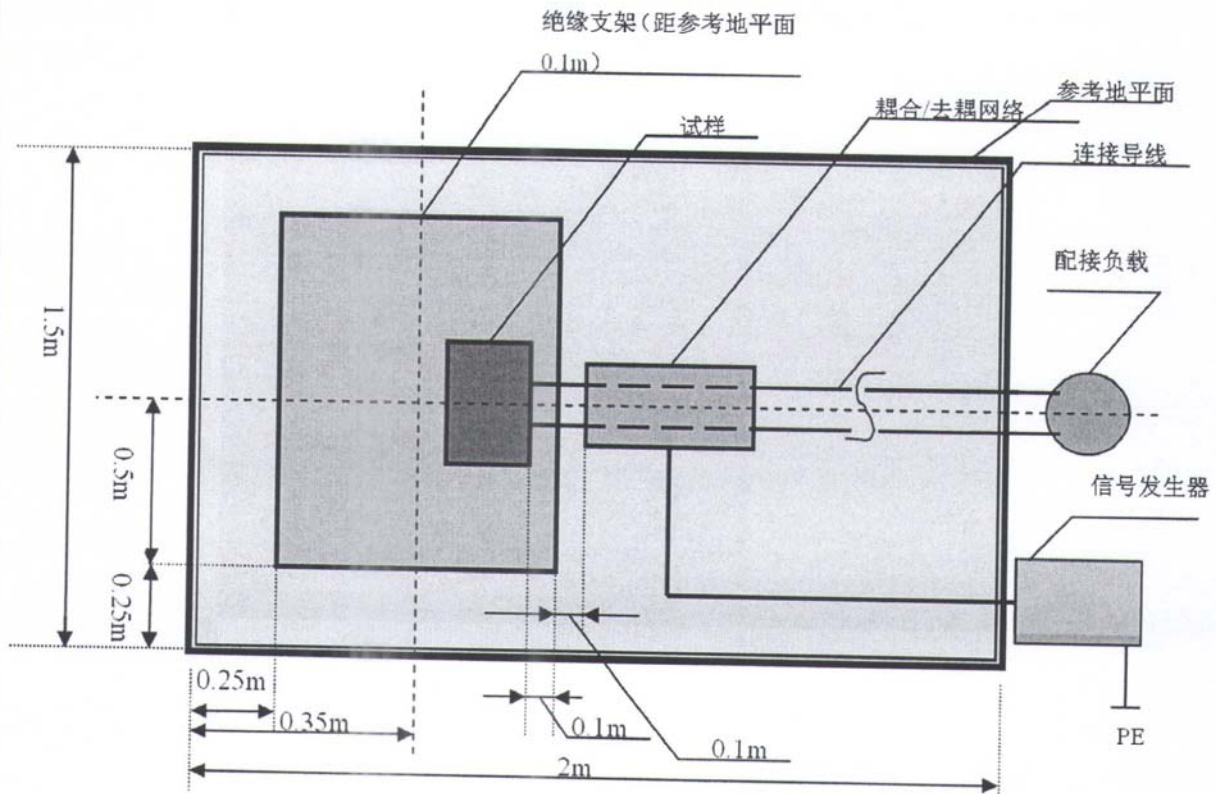 绝缘支架(距参考地平面
0.1m)
参考地平面
耦合/去耦网络
试样
连接导线
配接负载
1.5m
0.5m
信号发生器
0.25m
0.25m
0.35m
0.1m
0.1m
2m
PE